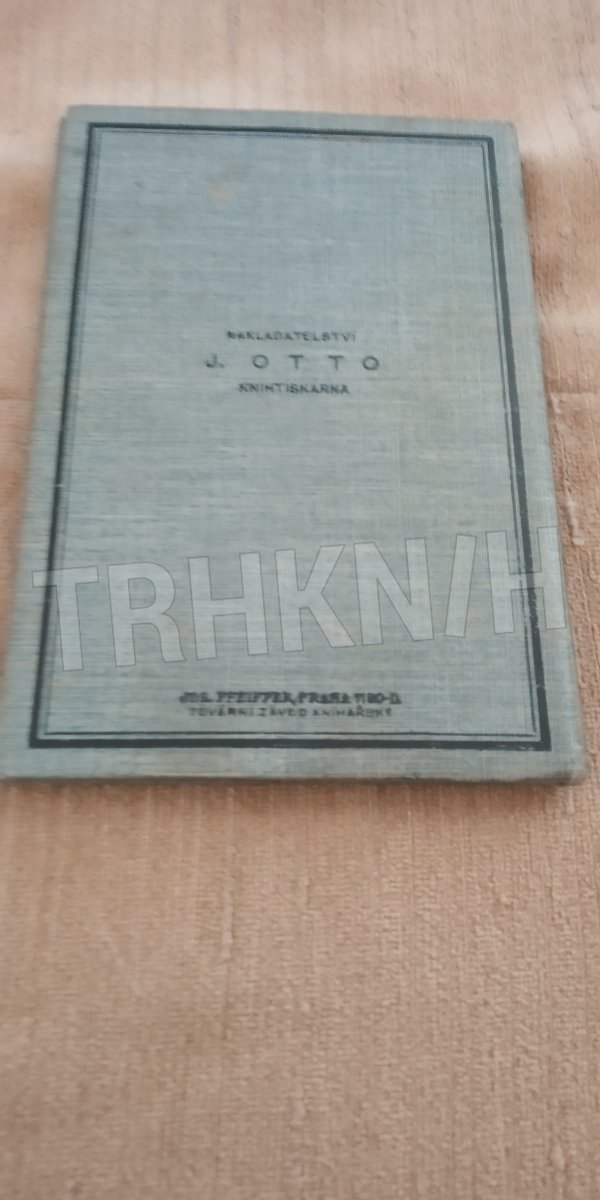 NAKLADATELSTVÍ
J. OTTO
KNIHTISKÁRNA
TRHKNIH
JOS. PFEIFFER, PRAHA
TOVÁRNÍ ZÁVOD KNIHAŘSKÝ